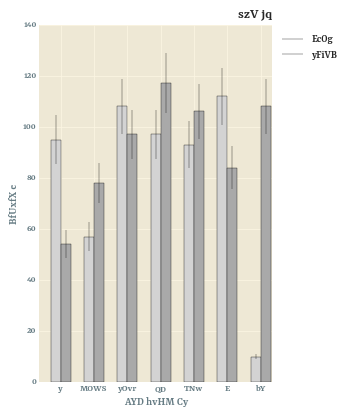 szV jq
EcOg
yFiVB
140
120
100
80
60
40
20
0
BfUxfX c
y MOWS yOvr QD TNw E bY
AYD hvHM Cy